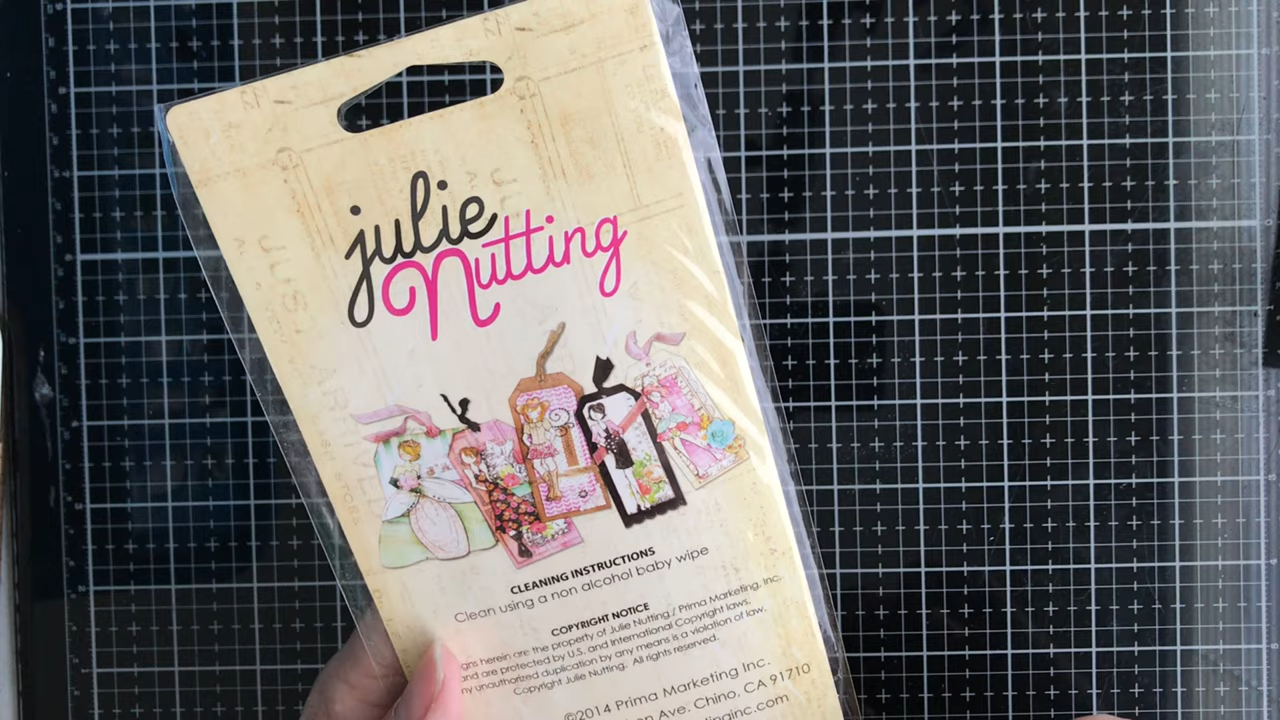 julie
Nutting
CLEANING INSTRUCTIONS
Clean using a non alcohol baby wipe
COPYRIGHT NOTICE
herein are the property of Julie Nutting / Prima Marketing, Inc.
and are protected by U.S. and International Copyright laws,
unauthorized duplication by any means is a violation of law.
Copyright Julie Nutting. All rights reserved.
©2014 Prima Marketing Inc.
Ave. Chino, CA 91710